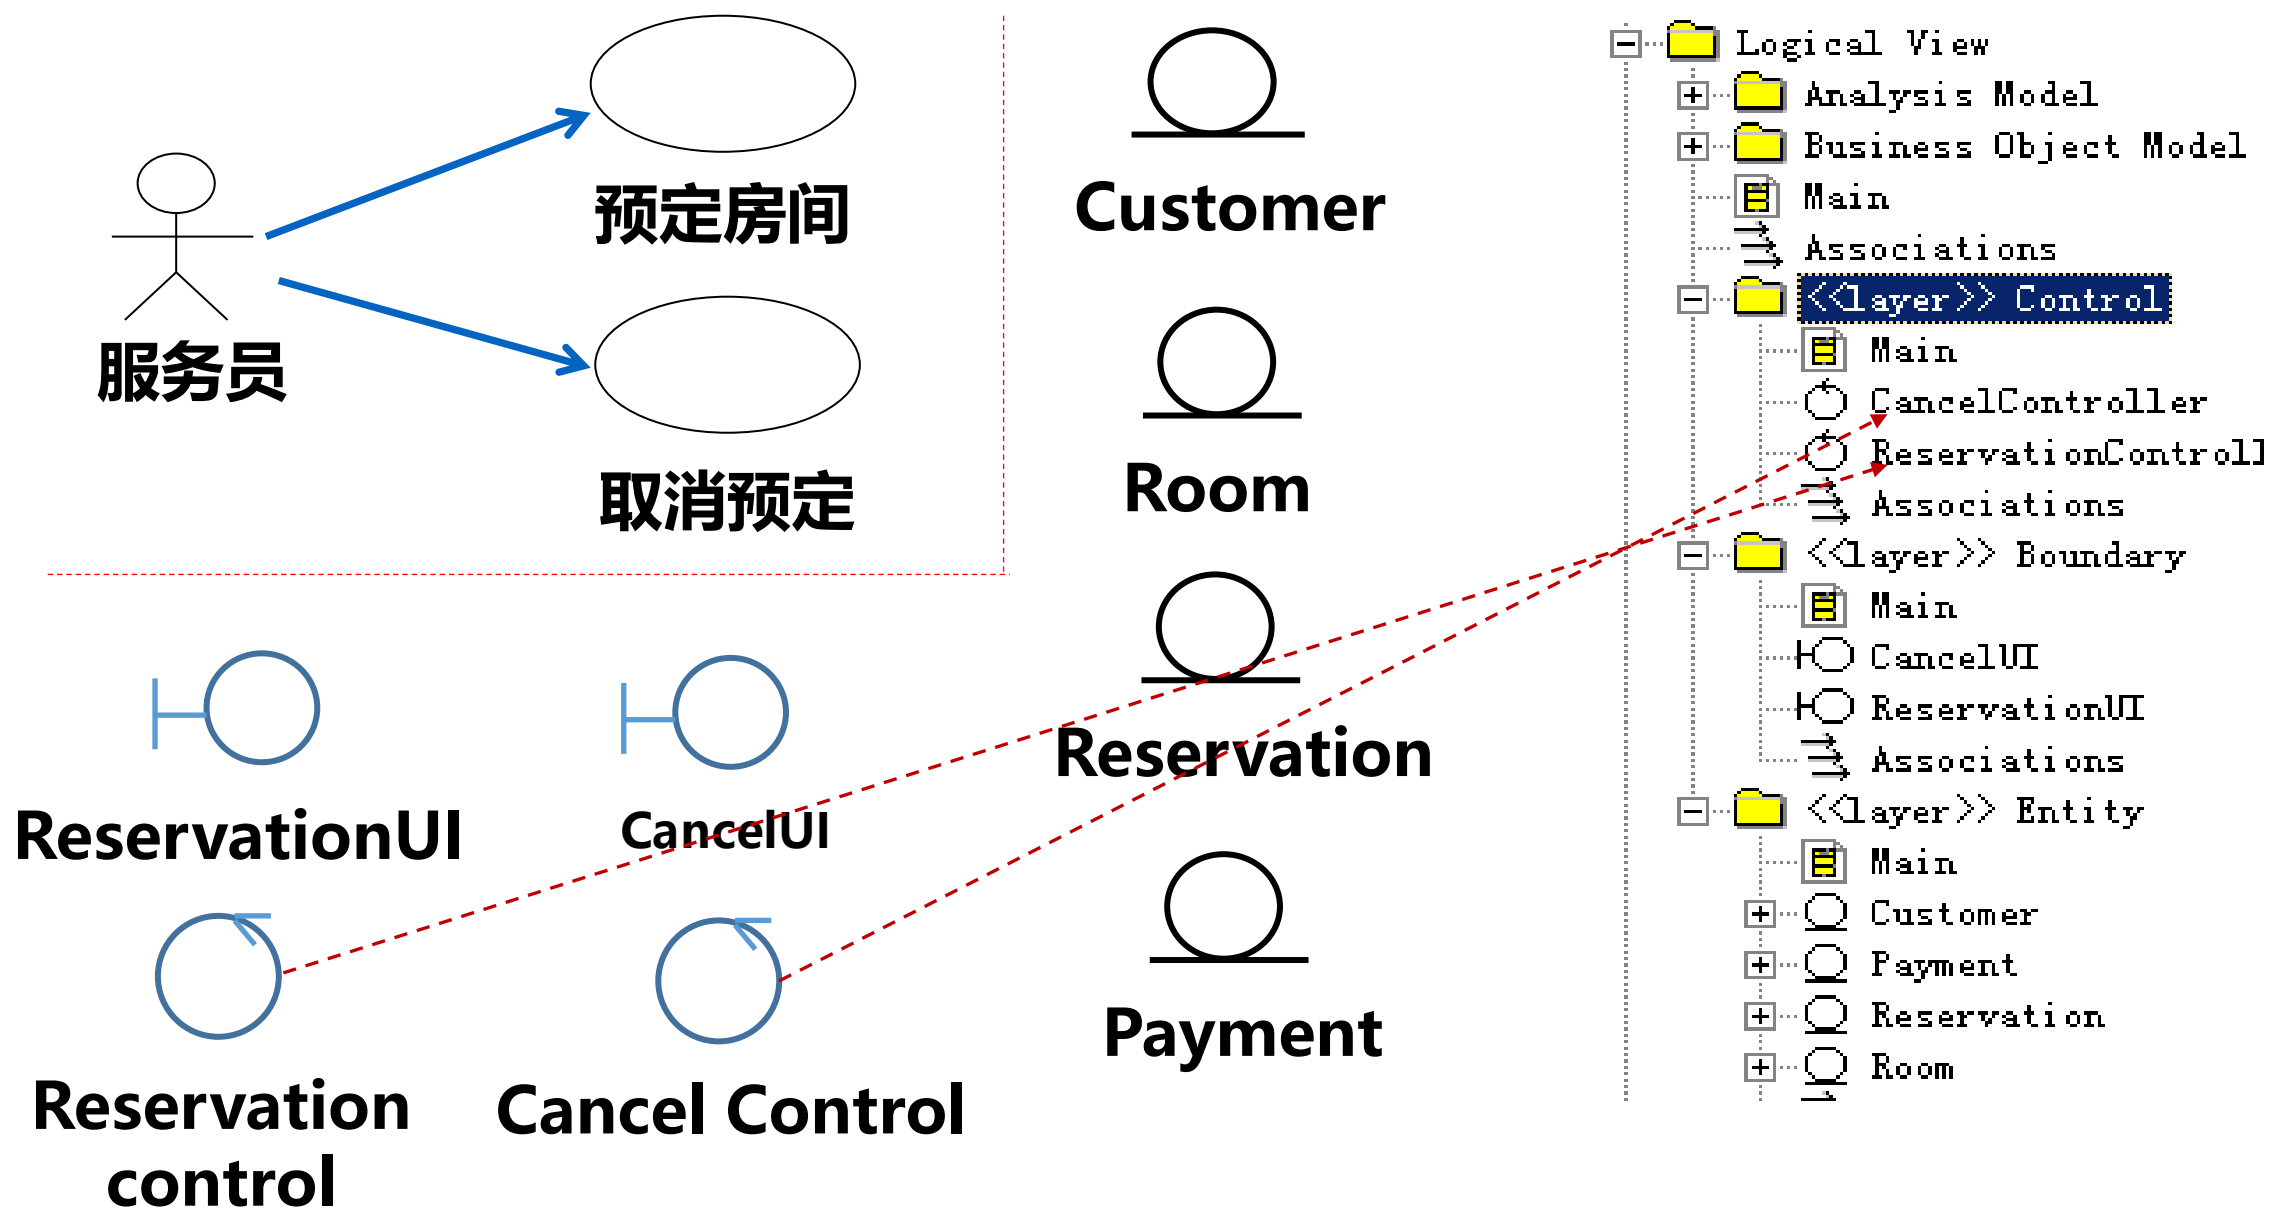 服务员
预定房间
取消预定
Customer
Room
Reservation
Payment
ReservationUI
CancelUI
Reservation
control
Cancel Control
Logical View
Analysis Model
Business Object Model
Main
Associations
<<layer>> Control
Main
CancelController
ReservationControll
Associations
<<layer>> Boundary
Main
CancelUI
ReservationUI
Associations
<<layer>> Entity
Main
Customer
Payment
Reservation
Room